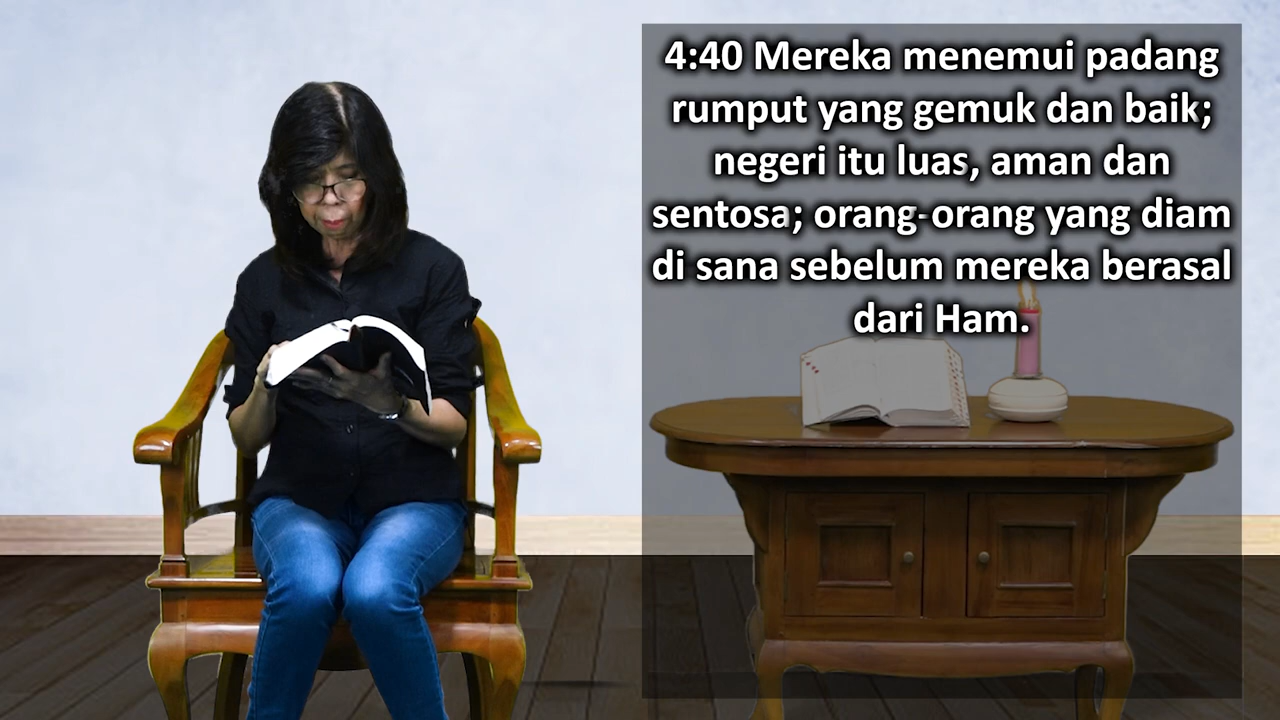 4:40 Mereka menemui padang
rumput yang gemuk dan baik;
negeri itu luas, aman dan
sentosa; orang-orang yang diam
di sana sebelum mereka berasal
dari Ham.